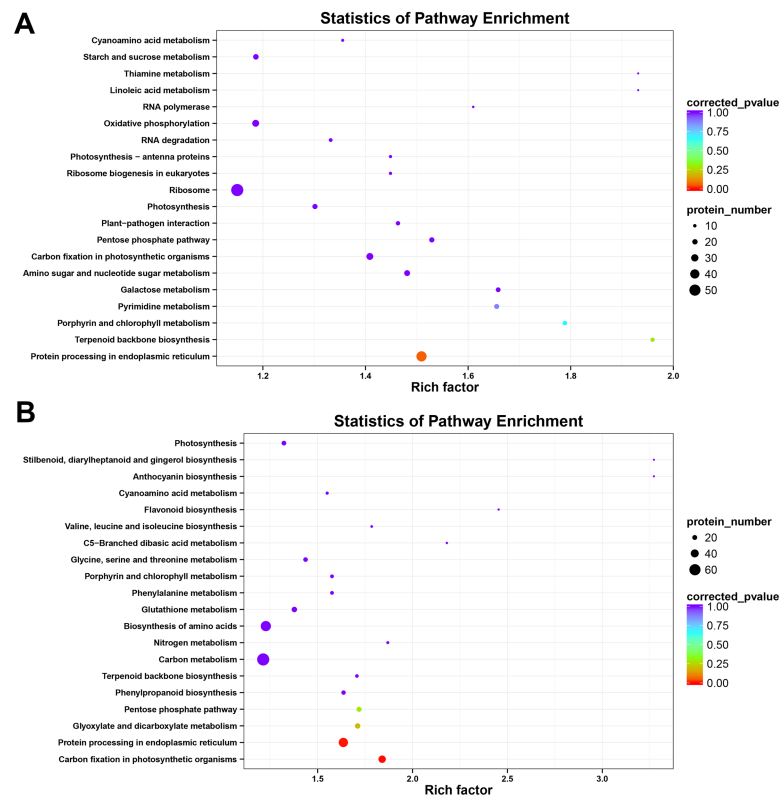 A
Statistics of Pathway Enrichment
Cyanoamino acid metabolism
Starch and sucrose metabolism
Thiamine metabolism
Linoleic acid metabolism
RNA polymerase
Oxidative phosphorylation
RNA degradation
Photosynthesis − antenna proteins
Ribosome biogenesis in eukaryotes
Ribosome
Photosynthesis
Plant−pathogen interaction
Pentose phosphate pathway
Carbon fixation in photosynthetic organisms
Amino sugar and nucleotide sugar metabolism
Galactose metabolism
Pyrimidine metabolism
Porphyrin and chlorophyll metabolism
Terpenoid backbone biosynthesis
Protein processing in endoplasmic reticulum
1.2 1.4 1.6 1.8 2.0
Rich factor
corrected_pvalue
1.00
0.75
0.50
0.25
0.00
protein_number
10
20
30
40
50
B
Statistics of Pathway Enrichment
Photosynthesis
Stilbenoid, diarylheptanoid and gingerol biosynthesis
Anthocyanin biosynthesis
Cyanoamino acid metabolism
Flavonoid biosynthesis
Valine, leucine and isoleucine biosynthesis
C5−Branched dibasic acid metabolism
Glycine, serine and threonine metabolism
Porphyrin and chlorophyll metabolism
Phenylalanine metabolism
Glutathione metabolism
Biosynthesis of amino acids
Nitrogen metabolism
Carbon metabolism
Terpenoid backbone biosynthesis
Phenylpropanoid biosynthesis
Pentose phosphate pathway
Glyoxylate and dicarboxylate metabolism
Protein processing in endoplasmic reticulum
Carbon fixation in photosynthetic organisms
1.5 2.0 2.5 3.0
Rich factor
protein_number
20
40
60
corrected_pvalue
1.00
0.75
0.50
0.25
0.00